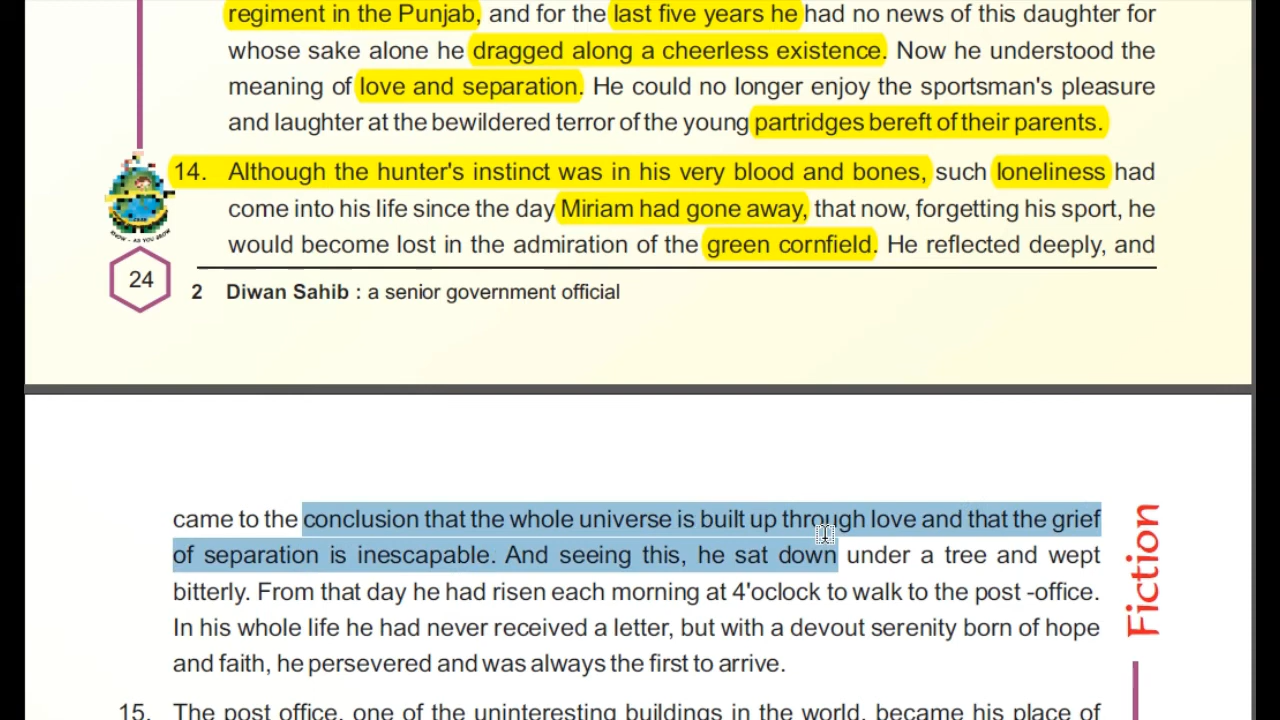 regiment in the Punjab, and for the last five years he had no news of this daughter for
whose sake alone he dragged along a cheerless existence. Now he understood the
meaning of love and separation. He could no longer enjoy the sportsman's pleasure
and laughter at the bewildered terror of the young partridges bereft of their parents.
14. Although the hunter's instinct was in his very blood and bones, such loneliness had
come into his life since the day Miriam had gone away, that now, forgetting his sport, he
would become lost in the admiration of the green cornfield. He reflected deeply, and
24
2 Diwan Sahib : a senior government official
came to the conclusion that the whole universe is built up through love and that the grief
of separation is inescapable. And seeing this, he sat down under a tree and wept
bitterly. From that day he had risen each morning at 4'oclock to walk to the post -office.
In his whole life he had never received a letter, but with a devout serenity born of hope
and faith, he persevered and was always the first to arrive.
Fiction
15. The post office, one of the uninteresting buildings in the world, became his place of